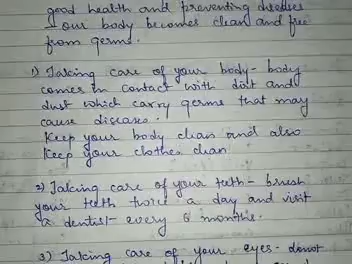 good health and preventing diseases
our body becomes clean and free
from germs.
1) Taking care of your body - body
comes in contact with dirt and
dust which carry germs that may
cause diseases.
Keep your body clean and also
Keep your clothes clean
2) Taking care of your teeth - brush
your teeth twice a day and visit
a dentist - every 6 months.
3) Taking care of your eyes - donot